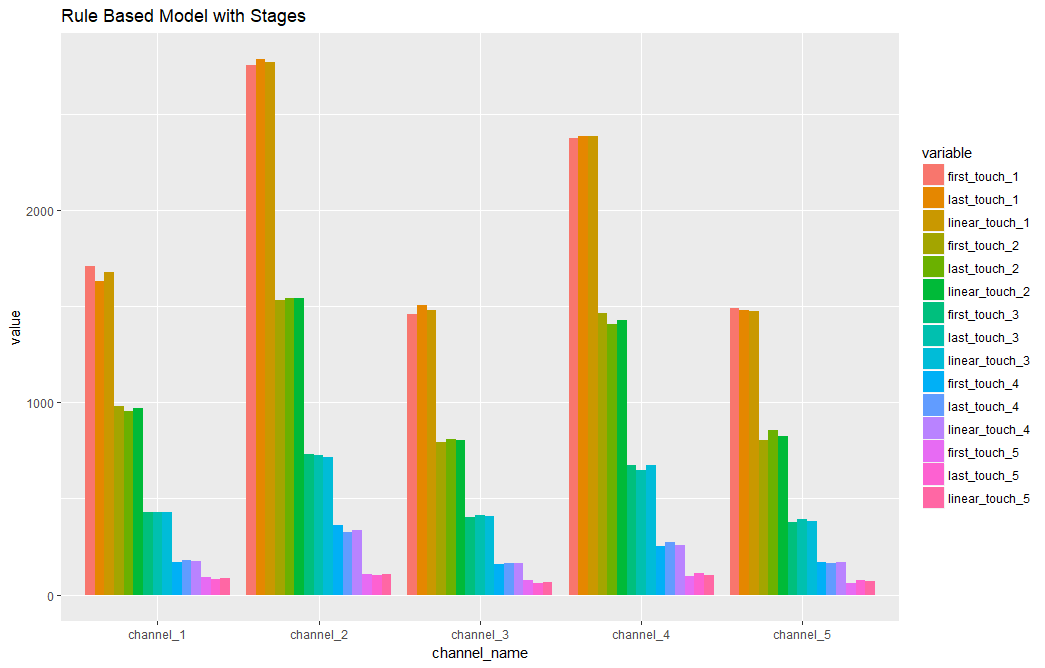 Rule Based Model with Stages
value
2000
1000
0
channel_1 channel_2 channel_3 channel_4 channel_5
channel_name
variable
first_touch_1
last_touch_1
linear_touch_1
first_touch_2
last_touch_2
linear_touch_2
first_touch_3
last_touch_3
linear_touch_3
first_touch_4
last_touch_4
linear_touch_4
first_touch_5
last_touch_5
linear_touch_5